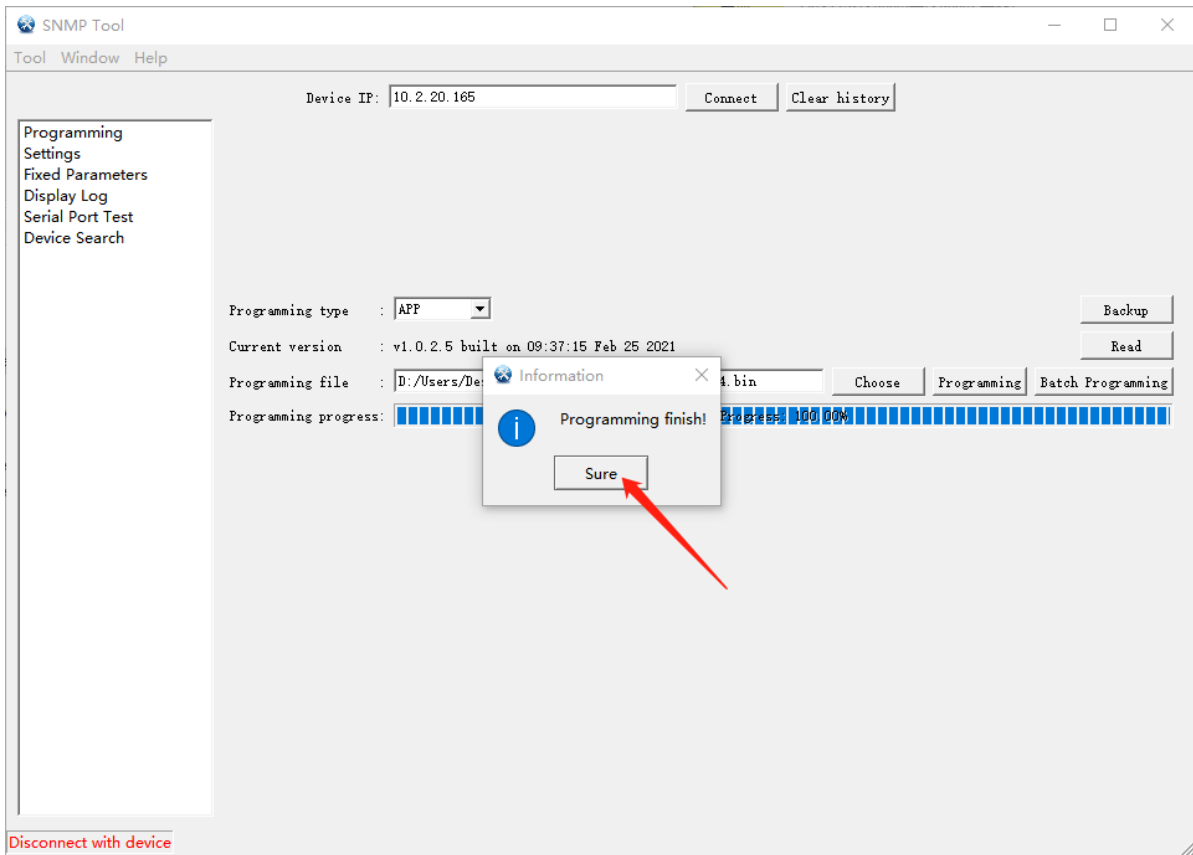 SNMP Tool
Tool Window Help
Device IP: 10.2.20.165 Connect Clear history
Programming
Settings
Fixed Parameters
Display Log
Serial Port Test
Device Search
Programming type : APP Backup
Current version : v1.0.2.5 built on 09:37:15 Feb 25 2021 Read
Programming file : D:/Users/De 4.bin Choose Programming Batch Programming
Programming progress: Progress: 100.00%
Information
Programming finish!
Sure
Disconnect with device